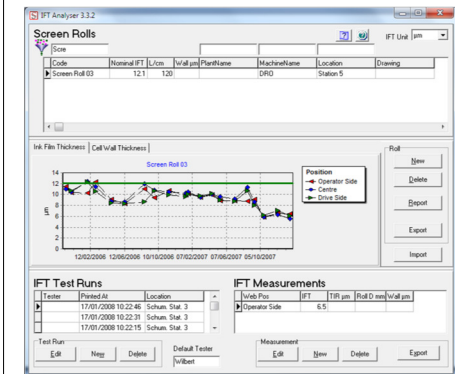 IFT Analyser 3.3.2
Screen Rolls
IFT Unit µm
Scre
Code Nominal IFT L/cm Wall µm PlantName MachineName Location Drawing
Screen Roll 03 12.1 120 DRO Station 5
Ink Film Thickness Cell Wall Thickness
Screen Roll 03
µm
14
12
10
8
6
4
2
0
12/02/2006 12/06/2006 10/10/2006 07/02/2007 07/06/2007 05/10/2007
Position
Operator Side
Centre
Drive Side
Roll
New
Delete
Report
Export
Import
IFT Test Runs
Tester Printed At Location
17/01/2008 10:22:46 Schum. Stat. 3
17/01/2008 10:22:31 Schum. Stat. 3
17/01/2008 10:22:15 Schum. Stat. 3
Test Run
Edit New Delete
Default Tester
Wilbert
IFT Measurements
Web Pos IFT TIR µm Roll D mm Wall µm
Operator Side 6.5
Measurement
Edit New Delete
Export